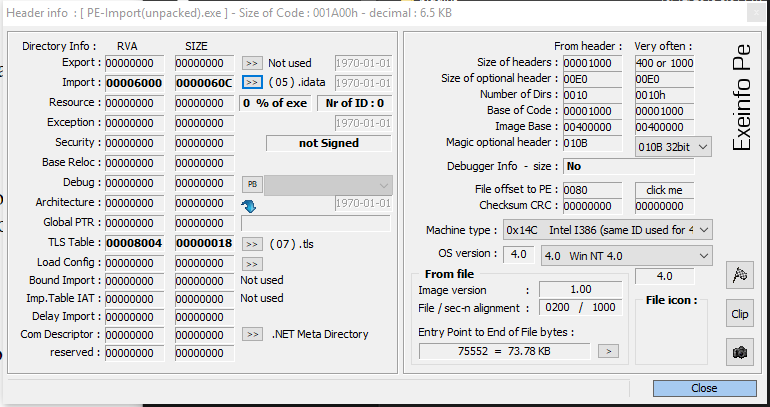 Header info : [ PE-Import(unpacked).exe ] - Size of Code : 001A00h - decimal : 6.5 KB
Directory Info : RVA SIZE
Export : 00000000 00000000 >> Not used 1970-01-01
Import : 00006000 0000060C >> ( 05 ) .idata 1970-01-01
Resource : 00000000 00000000 0 % of exe Nr of ID : 0
Exception : 00000000 00000000 1970-01-01
Security : 00000000 00000000 not Signed
Base Reloc : 00000000 00000000
Debug : 00000000 00000000 PB
Architecture : 00000000 00000000 1970-01-01
Global PTR : 00000000 00000000
TLS Table : 00008004 00000018 >> ( 07 ) .tls
Load Config : 00000000 00000000 >>
Bound Import : 00000000 00000000 Not used
Imp.Table IAT : 00000000 00000000 Not used
Delay Import : 00000000 00000000
Com Descriptor : 00000000 00000000 >> .NET Meta Directory
reserved : 00000000 00000000
From header : Very often :
Size of headers : 00001000 400 or 1000
Size of optional header : 00E0 00E0
Number of Dirs : 0010 0010h
Base of Code : 00001000 00001000
Image Base : 00400000 00400000
Magic optional header : 010B 010B 32bit
Debugger Info - size : No
File offset to PE : 0080 click me
Checksum CRC : 00000000 00000000
Machine type : 0x14C Intel I386 (same ID used for 4
OS version : 4.0 4.0 Win NT 4.0
From file 4.0
Image version : 1.00
File / sec-n alignment : 0200 / 1000
File icon :
Entry Point to End of File bytes :
75552 = 73.78 KB >
Exeinfo Pe
Clip
Close